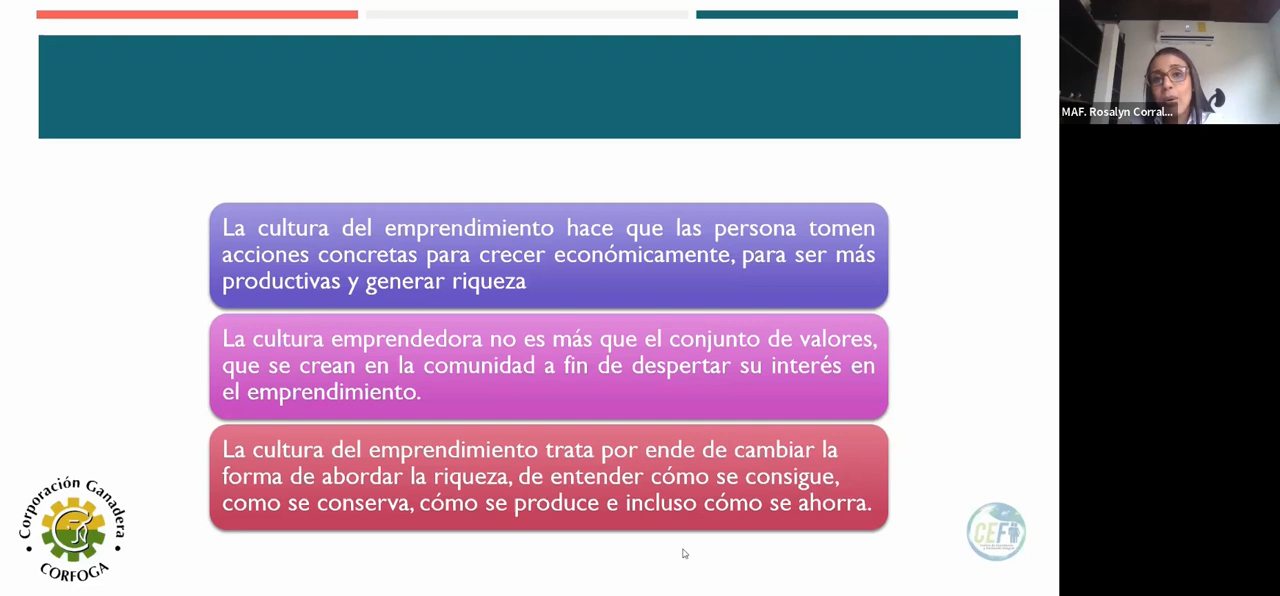 La cultura del emprendimiento hace que las persona tomen
acciones concretas para crecer económicamente, para ser más
productivas y generar riqueza
La cultura emprendedora no es más que el conjunto de valores,
que se crean en la comunidad a fin de despertar su interés en
el emprendimiento.
La cultura del emprendimiento trata por ende de cambiar la
forma de abordar la riqueza, de entender cómo se consigue,
como se conserva, cómo se produce e incluso cómo se ahorra.
MAF. Rosalyn Corral...
Corporación Ganadera
CORFOGA
CEFI